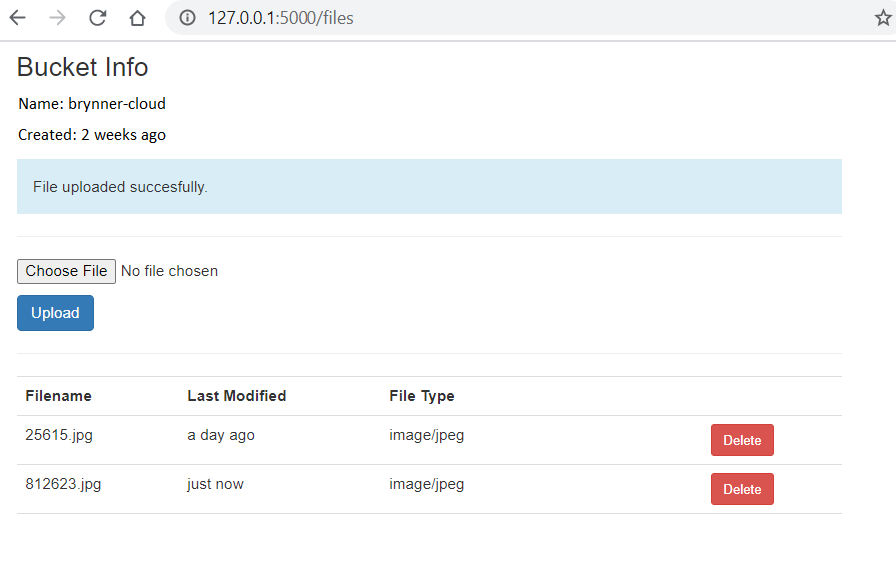 127.0.0.1:5000/files
Bucket Info
Name: brynner-cloud
Created: 2 weeks ago
File uploaded succesfully.
Choose File No file chosen
Upload
Filename Last Modified File Type
25615.jpg a day ago image/jpeg Delete
812623.jpg just now image/jpeg Delete